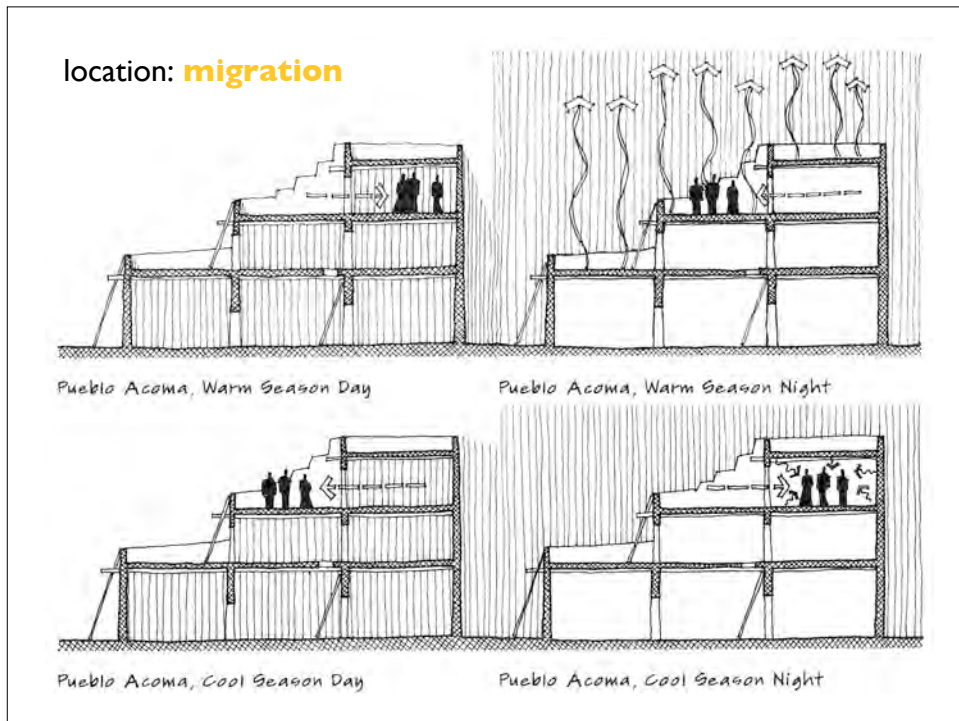 location: migration
Pueblo Acoma, Warm Season Day
Pueblo Acoma, Warm Season Night
Pueblo Acoma, Cool Season Day
Pueblo Acoma, Cool Season Night